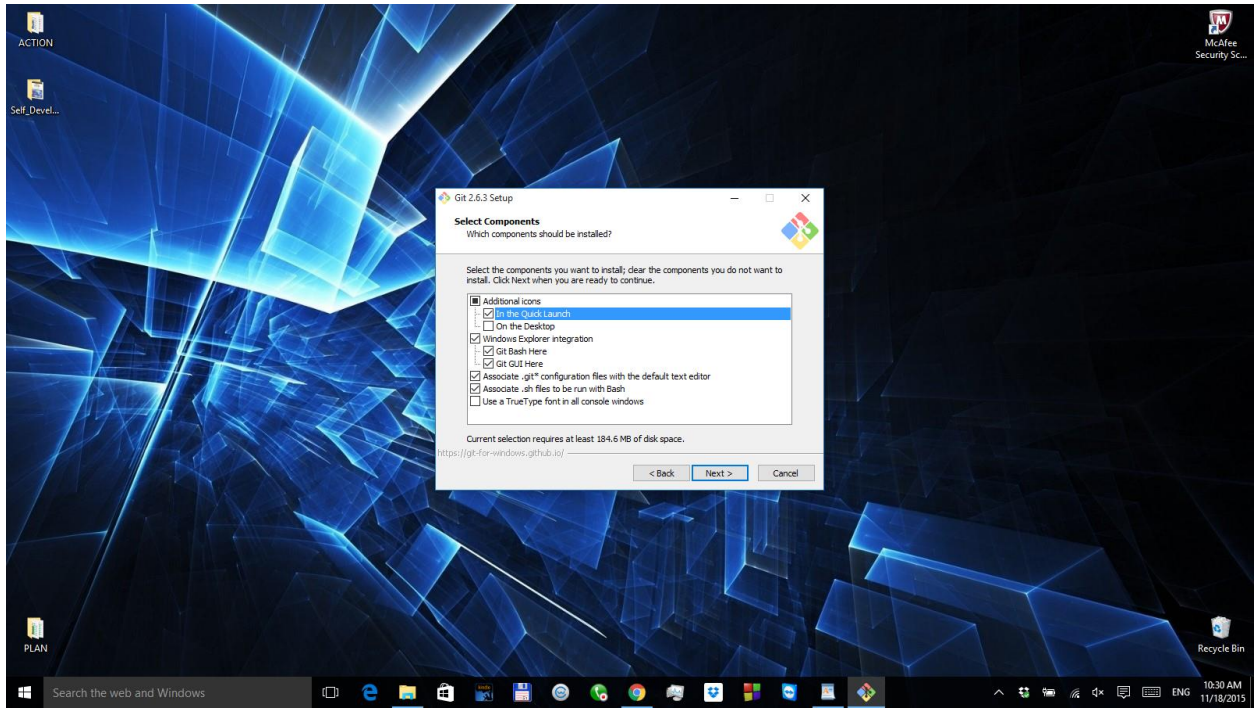 ACTION
Self_Devel...
McAfee
Security Sc...
Git 2.6.3 Setup
Select Components
Which components should be installed?
Select the components you want to install; clear the components you do not want to
install. Click Next when you are ready to continue.
Additional icons
In the Quick Launch
On the Desktop
Windows Explorer integration
Git Bash Here
Git GUI Here
Associate .git* configuration files with the default text editor
Associate .sh files to be run with Bash
Use a TrueType font in all console windows
Current selection requires at least 184.6 MB of disk space.
https://git-for-windows.github.io/
< Back Next > Cancel
PLAN
Recycle Bin
Search the web and Windows
ENG
10:30 AM
11/18/2015